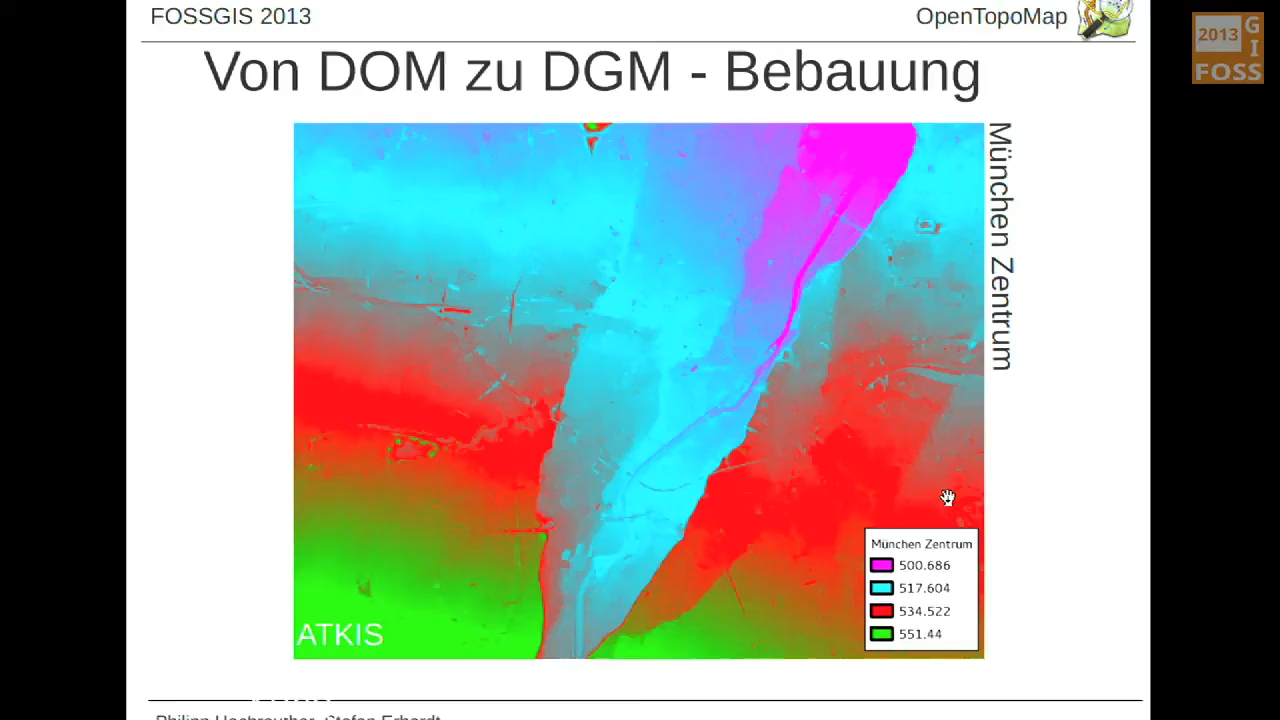 FOSSGIS 2013
OpenTopoMap
2013
GI
FOSS
Von DOM zu DGM - Bebauung
München Zentrum
München Zentrum
500.686
517.604
534.522
551.44
ATKIS